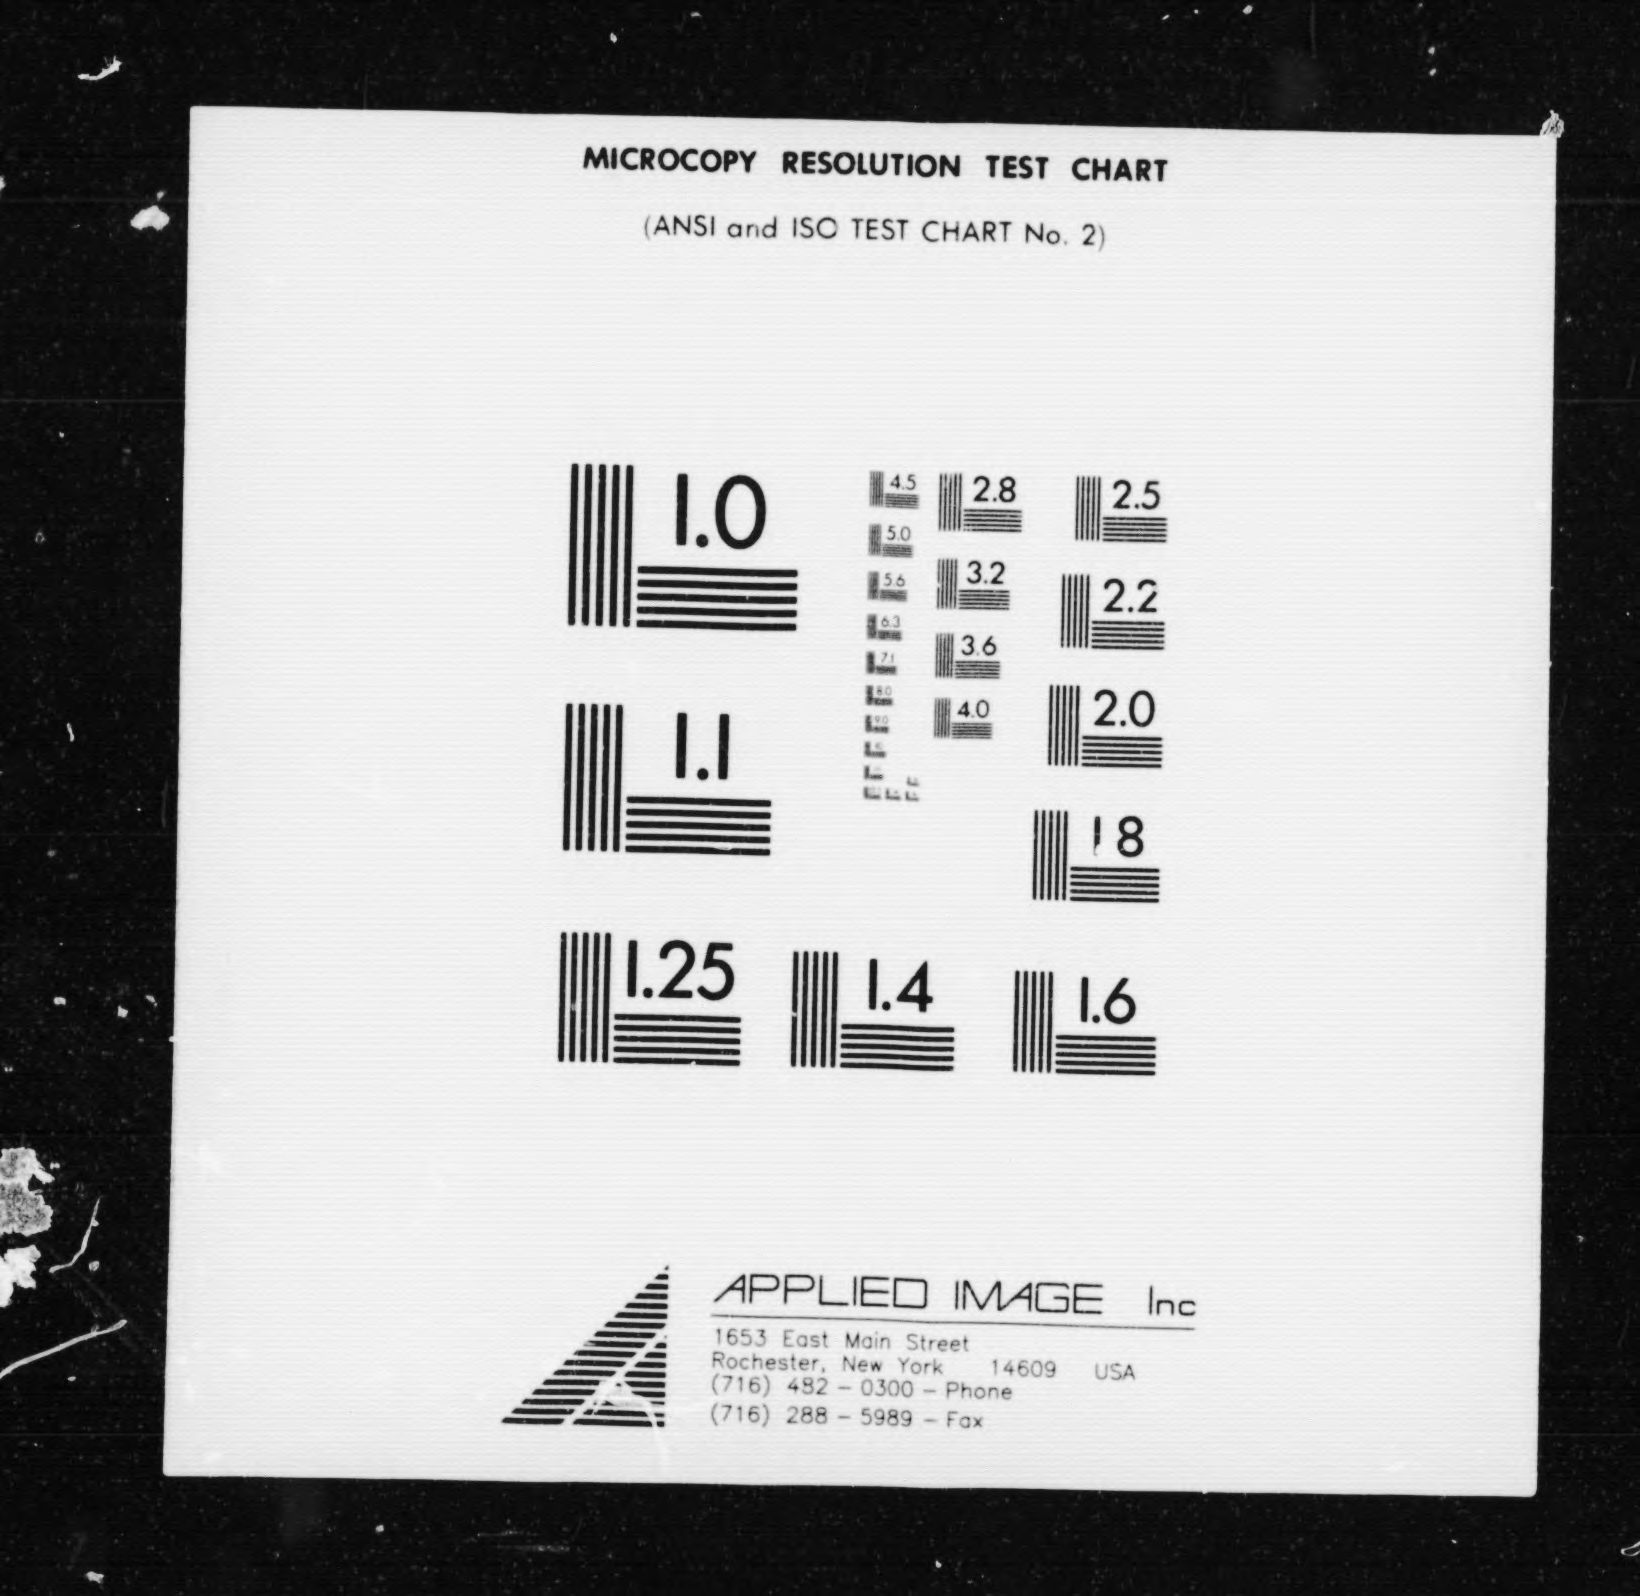 MICROCOPY RESOLUTION TEST CHART
(ANSI and ISO TEST CHART No. 2)
1.0
4.5
2.8
2.5
5.0
3.2
2.2
5.6
3.6
6.3
7.1
4.0
2.0
8.0
9.0
1.1
1 8
1.25
1.4
1.6
APPLIED IMAGE Inc
1653 East Main Street
Rochester, New York 14609 USA
(716) 482 - 0300 - Phone
(716) 288 - 5989 - Fax